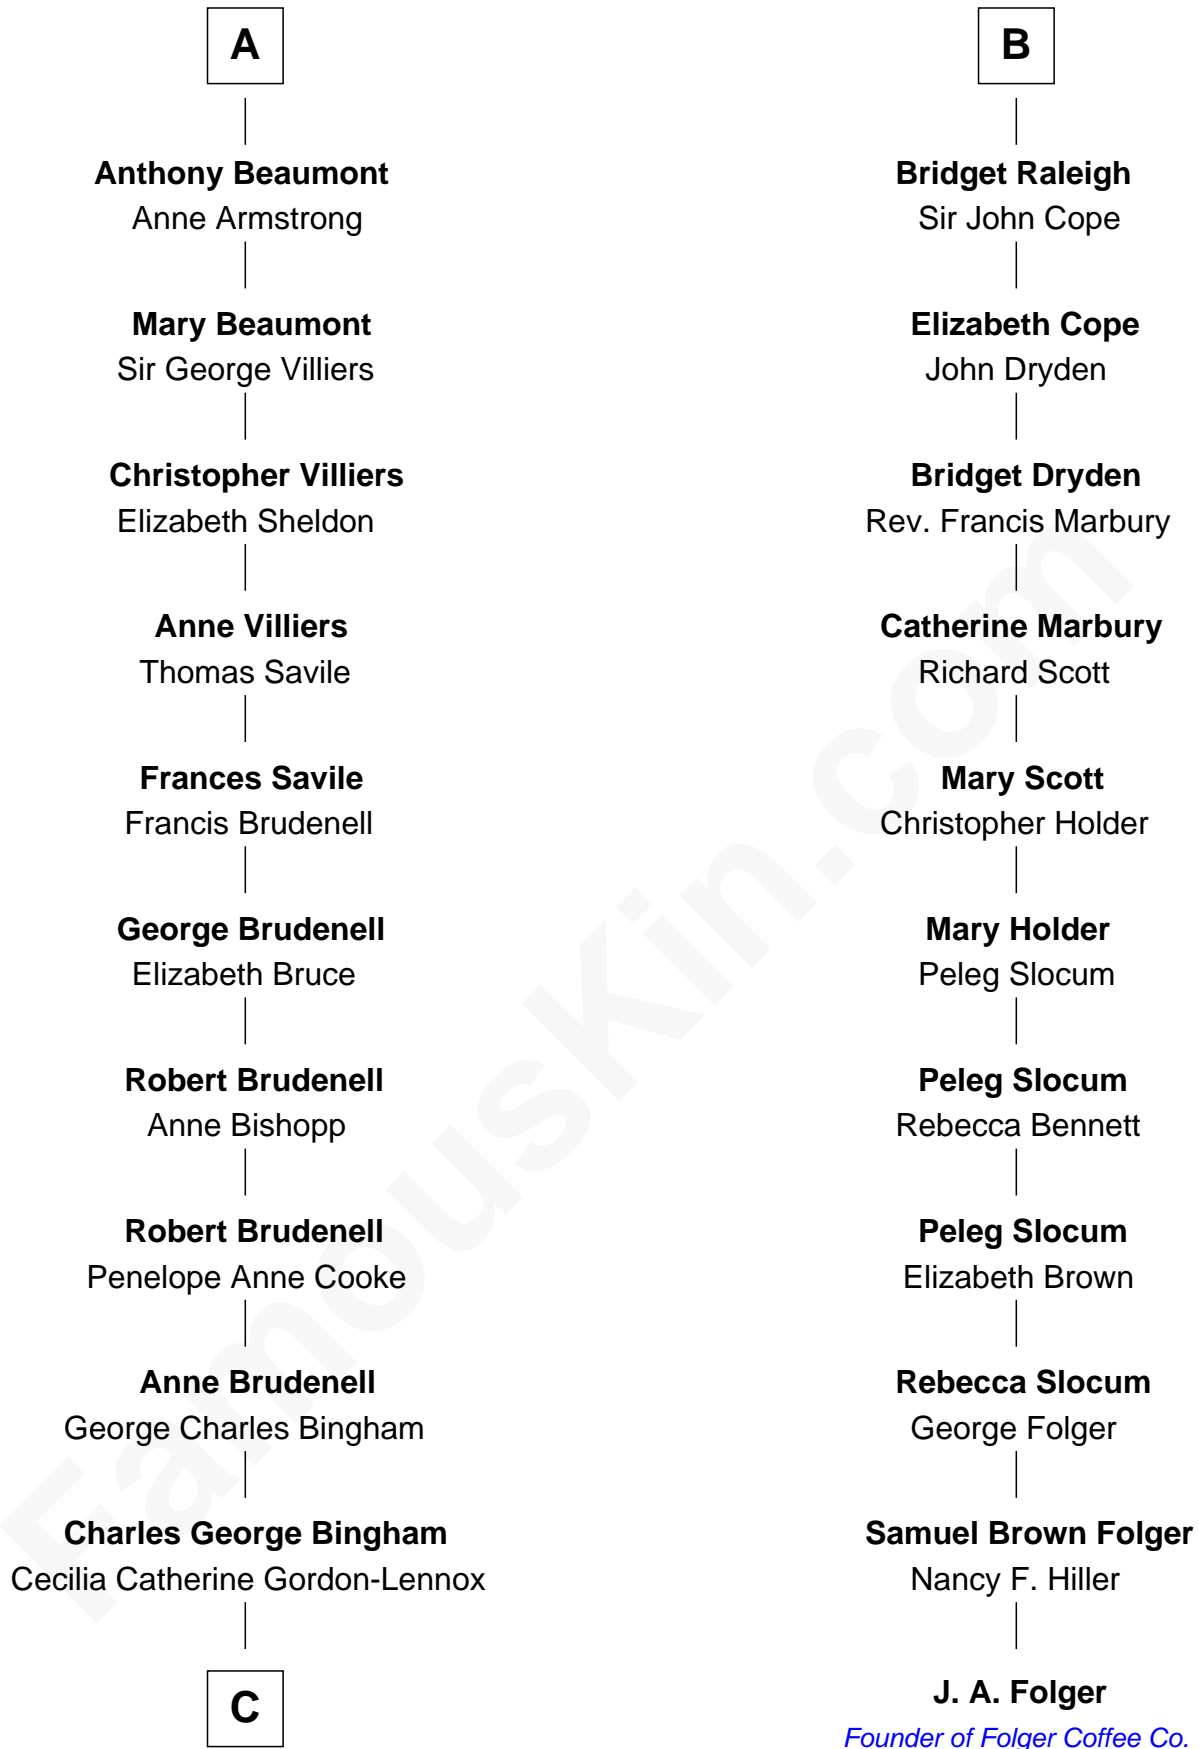 A
Anthony Beaumont
Anne Armstrong
Mary Beaumont
Sir George Villiers
Christopher Villiers
Elizabeth Sheldon
Anne Villiers
Thomas Savile
Frances Savile
Francis Brudenell
George Brudenell
Elizabeth Bruce
Robert Brudenell
Anne Bishopp
Robert Brudenell
Penelope Anne Cooke
Anne Brudenell
George Charles Bingham
Charles George Bingham
Cecilia Catherine Gordon-Lennox
C
B
Bridget Raleigh
Sir John Cope
Elizabeth Cope
John Dryden
Bridget Dryden
Rev. Francis Marbury
Catherine Marbury
Richard Scott
Mary Scott
Christopher Holder
Mary Holder
Peleg Slocum
Peleg Slocum
Rebecca Bennett
Peleg Slocum
Elizabeth Brown
Rebecca Slocum
George Folger
Samuel Brown Folger
Nancy F. Hiller
J. A. Folger
Founder of Folger Coffee Co.
FamousKin.com